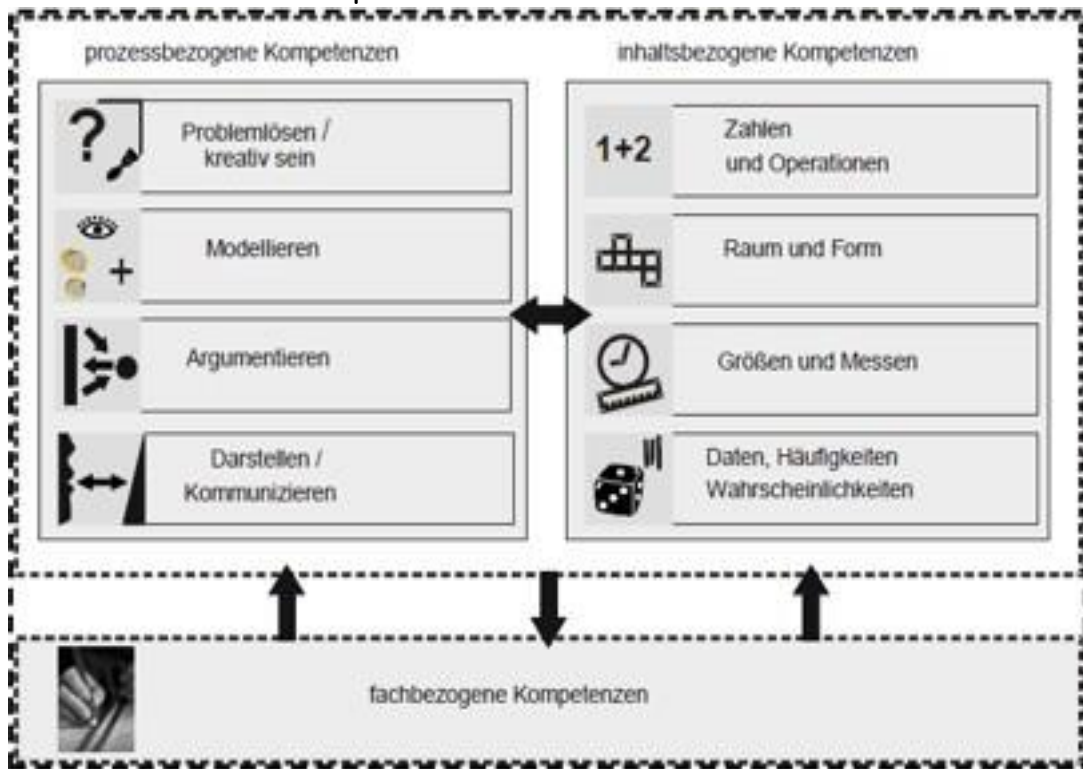 prozessbezogene Kompetenzen
inhaltsbezogene Kompetenzen
?
Problemlösen /
kreativ sein
+
Modellieren
Argumentieren
Darstellen /
Kommunizieren
1+2
Zahlen
und Operationen
Raum und Form
Größen und Messen
Daten, Häufigkeiten
Wahrscheinlichkeiten
fachbezogene Kompetenzen